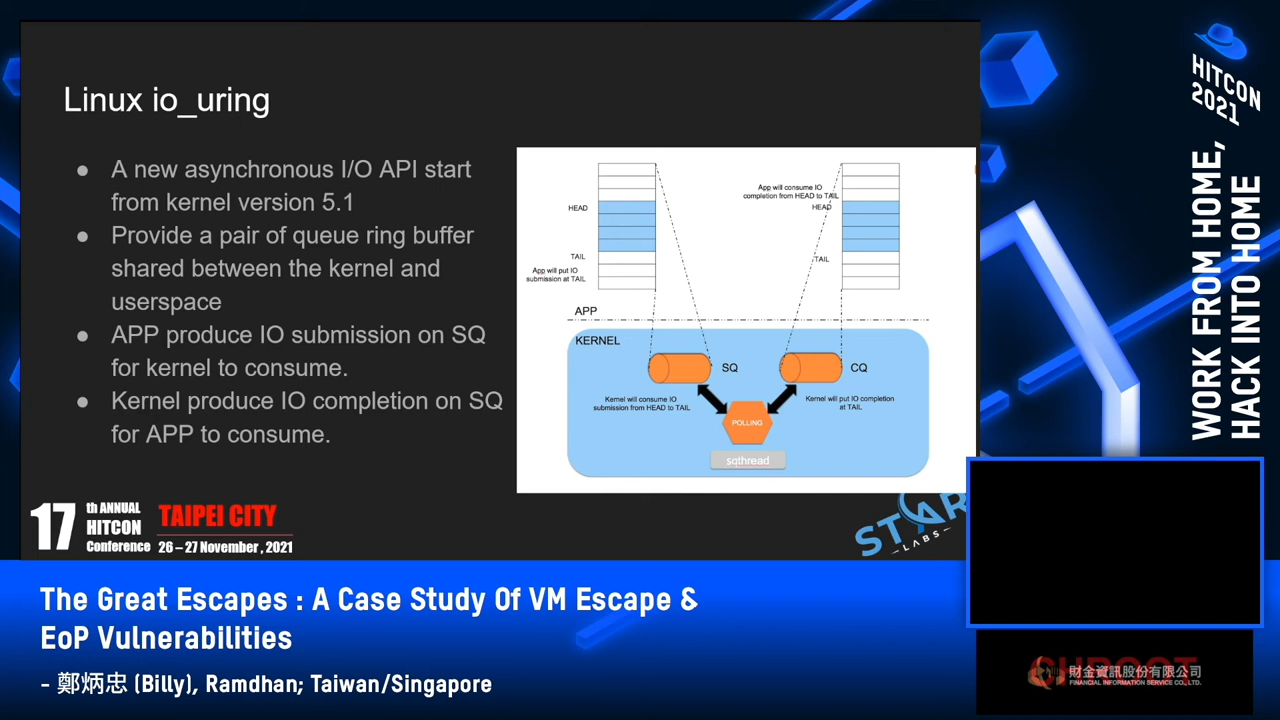 Linux io_uring
● A new asynchronous I/O API start
from kernel version 5.1
● Provide a pair of queue ring buffer
shared between the kernel and
userspace
● APP produce IO submission on SQ
for kernel to consume.
● Kernel produce IO completion on SQ
for APP to consume.
HEAD
TAIL
App will put IO
submission at TAIL
App will consume IO
completion from HEAD to TAIL
HEAD
TAIL
APP
KERNEL
SQ
CQ
Kernel will consume IO
submission from HEAD to TAIL
Kernel will put IO completion
at TAIL
POLLING
sqthread
17
th ANNUAL
HITCON
Conference
TAIPEI CITY
26 – 27 November , 2021
STAR
LABS
HITCON
2021
WORK FROM HOME,
HACK INTO HOME
The Great Escapes : A Case Study Of VM Escape &
EoP Vulnerabilities
- 鄭炳忠 (Billy), Ramdhan; Taiwan/Singapore
財金資訊股份有限公司
FINANCIAL INFORMATION SERVICE CO., LTD.